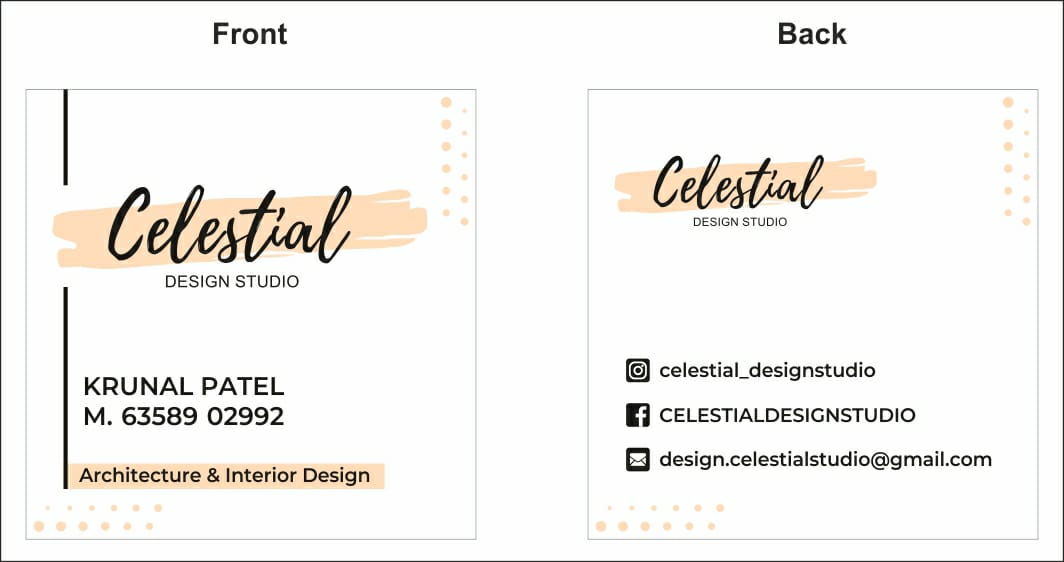 Front
Celestial
DESIGN STUDIO
KRUNAL PATEL
M. 63589 02992
Architecture & Interior Design
Back
Celestial
DESIGN STUDIO
celestial_designstudio
CELESTIALDESIGNSTUDIO
design.celestialstudio@gmail.com